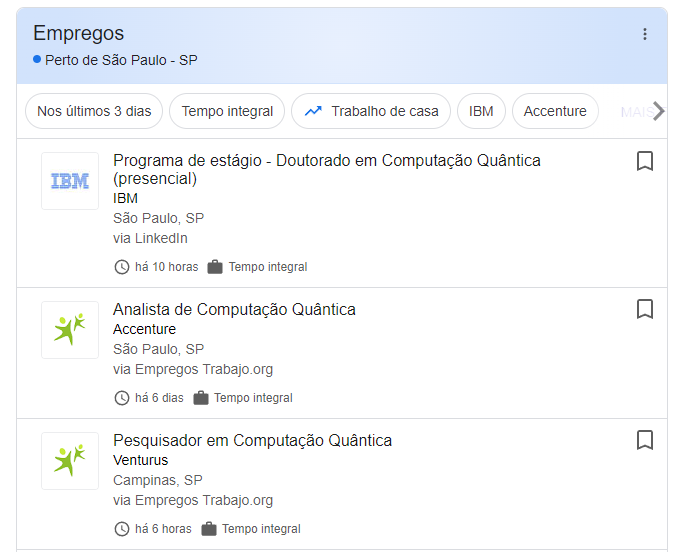 Empregos
Perto de São Paulo - SP
Nos últimos 3 dias
Tempo integral
Trabalho de casa
IBM
Accenture
MAIS
IBM
Programa de estágio - Doutorado em Computação Quântica
(presencial)
IBM
São Paulo, SP
via LinkedIn
há 10 horas
Tempo integral
Analista de Computação Quântica
Accenture
São Paulo, SP
via Empregos Trabajo.org
há 6 dias
Tempo integral
Pesquisador em Computação Quântica
Venturus
Campinas, SP
via Empregos Trabajo.org
há 6 horas
Tempo integral